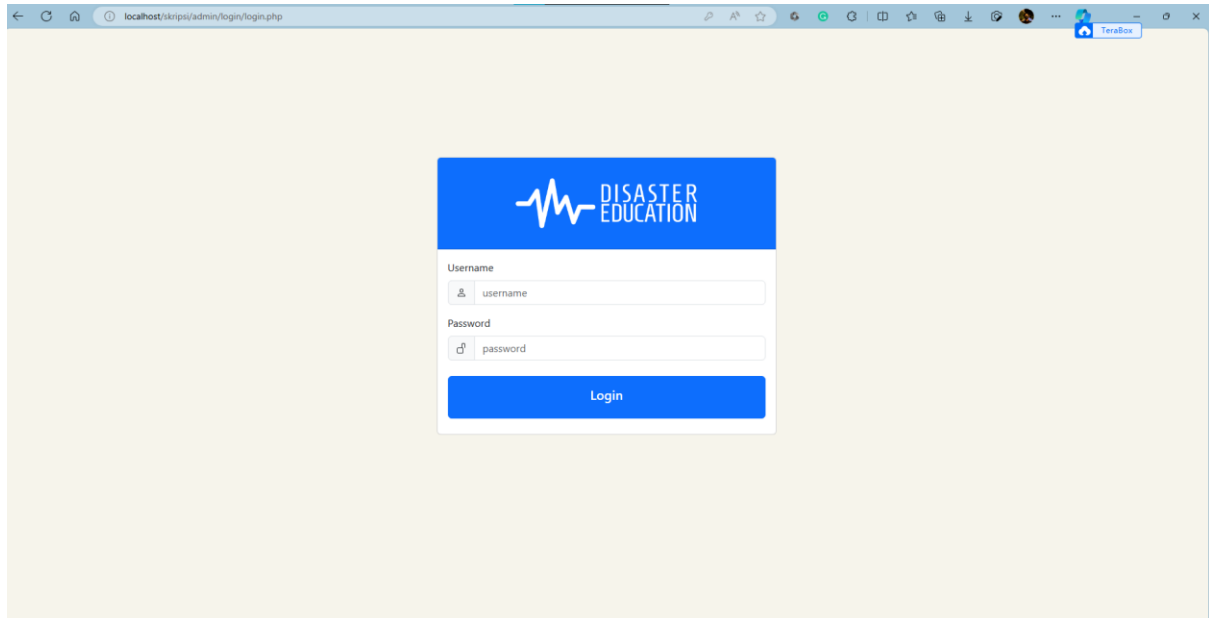 localhost/skripsi/admin/login/login.php
TeraBox
DISASTER
EDUCATION
Username
username
Password
password
Login